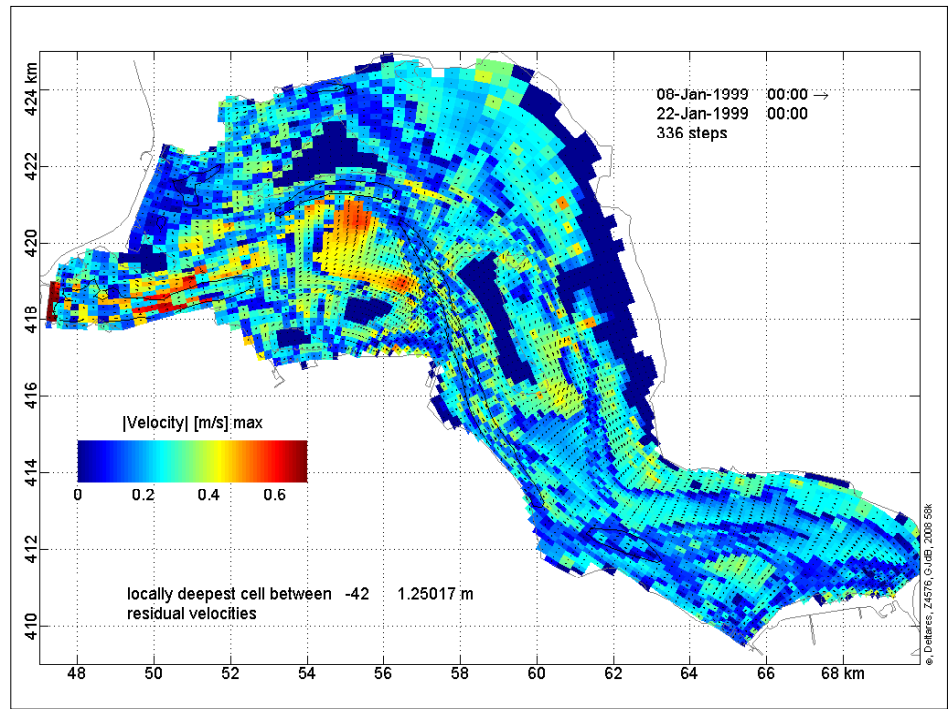 424 km
422
420
418
416
414
412
410
08-Jan-1999 00:00 →
22-Jan-1999 00:00
336 steps
|Velocity| [m/s] max
0 0.2 0.4 0.6
locally deepest cell between -42 1.25017 m
residual velocities
48 50 52 54 56 58 60 62 64 66 68 km
©, Deltares, Z4576, GJdB, 2008 58k